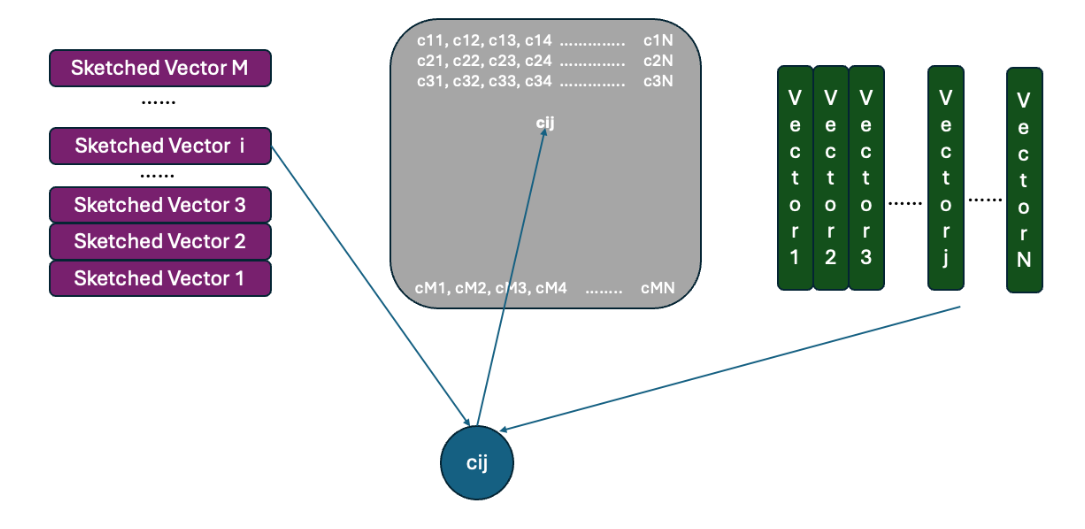 Sketched Vector M
......
Sketched Vector i
......
Sketched Vector 3
Sketched Vector 2
Sketched Vector 1
c11, c12, c13, c14 .............. c1N
c21, c22, c23, c24 .............. c2N
c31, c32, c33, c34 .............. c3N
cij
cM1, cM2, cM3, cM4 ........ cMN
Vector1
Vector2
Vector3
......
Vectorj
......
VectorN
cij